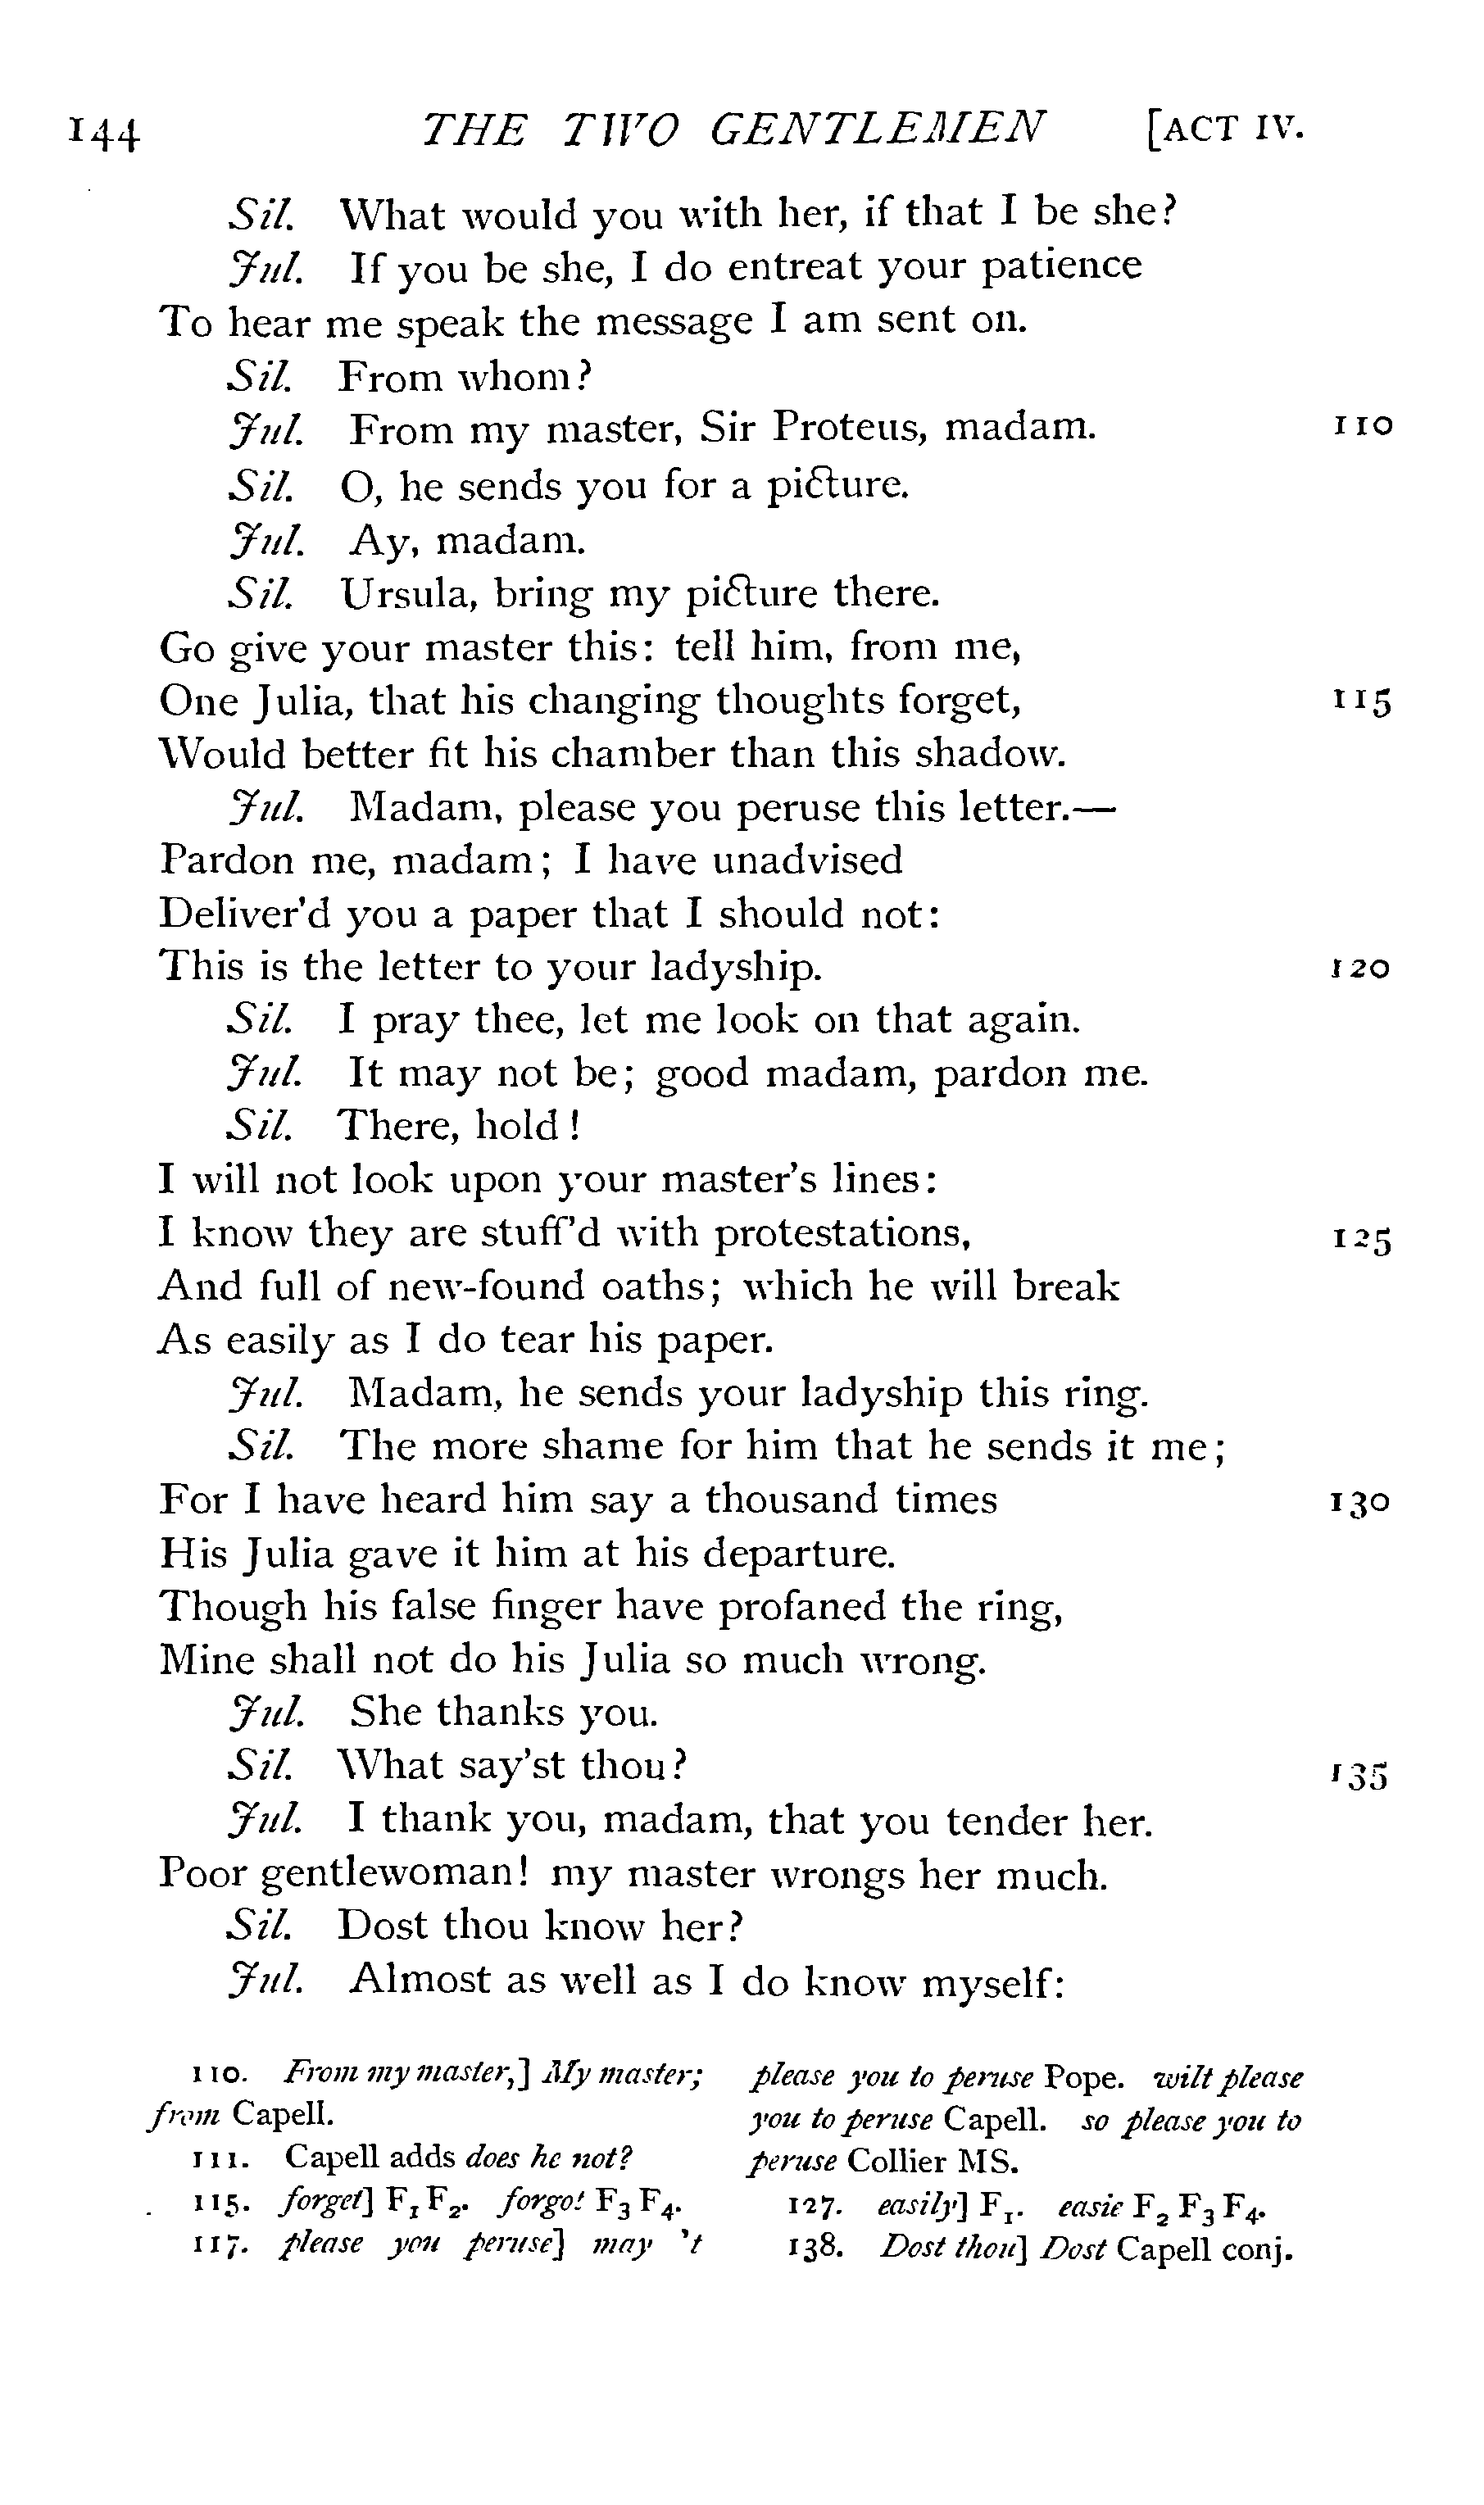 144 THE TWO GENTLEMEN [ACT IV.
Sil. What would you with her, if that I be she?
Jul. If you be she, I do entreat your patience
To hear me speak the message I am sent on.
Sil. From whom?
Jul. From my master, Sir Proteus, madam. 110
Sil. O, he sends you for a picture.
Jul. Ay, madam.
Sil. Ursula, bring my picture there.
Go give your master this: tell him, from me,
One Julia, that his changing thoughts forget, 115
Would better fit his chamber than this shadow.
Jul. Madam, please you peruse this letter.—
Pardon me, madam; I have unadvised
Deliver'd you a paper that I should not:
This is the letter to your ladyship. 120
Sil. I pray thee, let me look on that again.
Jul. It may not be; good madam, pardon me.
Sil. There, hold!
I will not look upon your master's lines:
I know they are stuff'd with protestations, 125
And full of new-found oaths; which he will break
As easily as I do tear his paper.
Jul. Madam, he sends your ladyship this ring.
Sil. The more shame for him that he sends it me;
For I have heard him say a thousand times 130
His Julia gave it him at his departure.
Though his false finger have profaned the ring,
Mine shall not do his Julia so much wrong.
Jul. She thanks you.
Sil. What say'st thou? 135
Jul. I thank you, madam, that you tender her.
Poor gentlewoman! my master wrongs her much.
Sil. Dost thou know her?
Jul. Almost as well as I do know myself:
110. From my master,] My master;
from Capell.
111. Capell adds does he not?
115. forget] F1 F2. forgot F3 F4.
117. please you peruse] may 't
please you to peruse Pope. wilt please
you to peruse Capell. so please you to
peruse Collier MS.
127. easily] F1. easie F2 F3 F4.
138. Dost thou] Dost Capell conj.